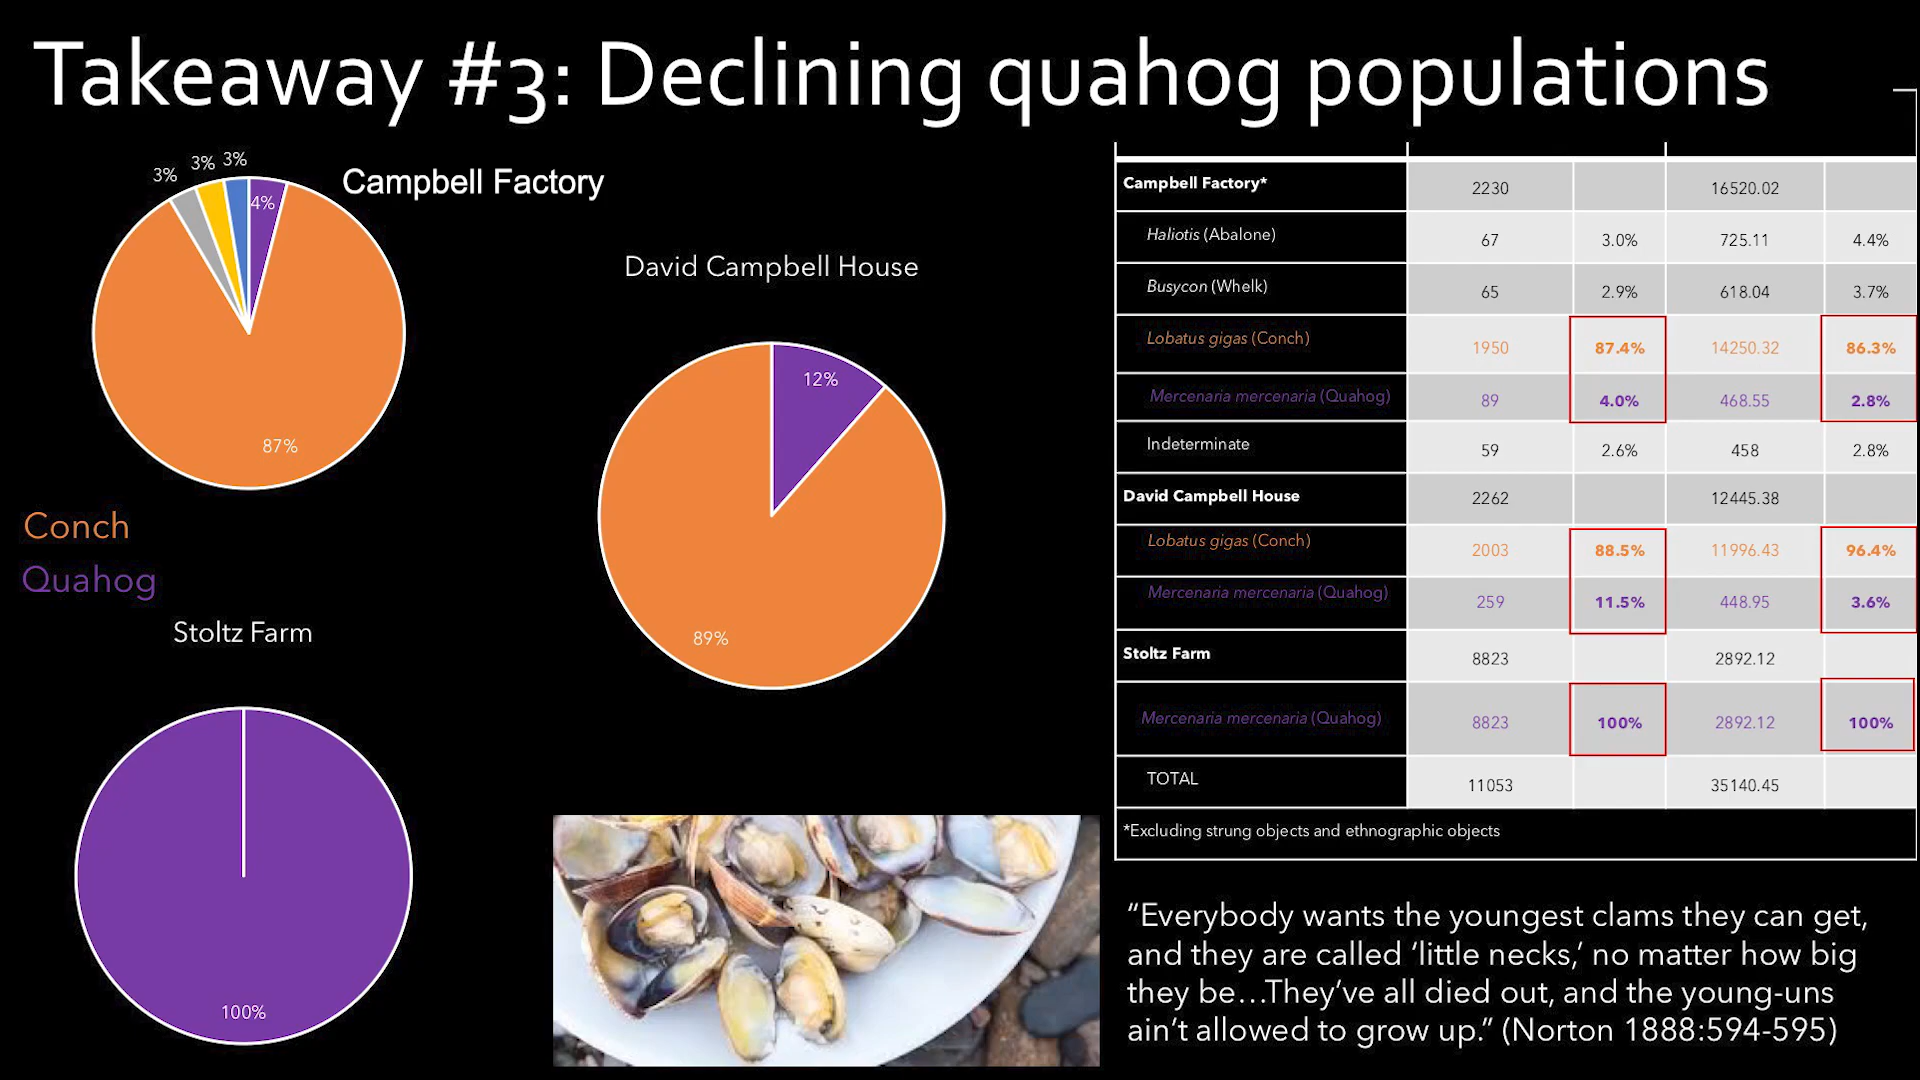 Takeaway #3: Declining quahog populations
3% 3% 3%
4%
87%
Campbell Factory
David Campbell House
12%
89%
Conch
Quahog
Stoltz Farm
100%
Campbell Factory* 2230 16520.02
Haliotis (Abalone) 67 3.0% 725.11 4.4%
Busycon (Whelk) 65 2.9% 618.04 3.7%
Lobatus gigas (Conch) 1950 87.4% 14250.32 86.3%
Mercenaria mercenaria (Quahog) 89 4.0% 468.55 2.8%
Indeterminate 59 2.6% 458 2.8%
David Campbell House 2262 12445.38
Lobatus gigas (Conch) 2003 88.5% 11996.43 96.4%
Mercenaria mercenaria (Quahog) 259 11.5% 448.95 3.6%
Stoltz Farm 8823 2892.12
Mercenaria mercenaria (Quahog) 8823 100% 2892.12 100%
TOTAL 11053 35140.45
*Excluding strung objects and ethnographic objects
“Everybody wants the youngest clams they can get,
and they are called ‘little necks,’ no matter how big
they be…They’ve all died out, and the young-uns
ain’t allowed to grow up.” (Norton 1888:594-595)